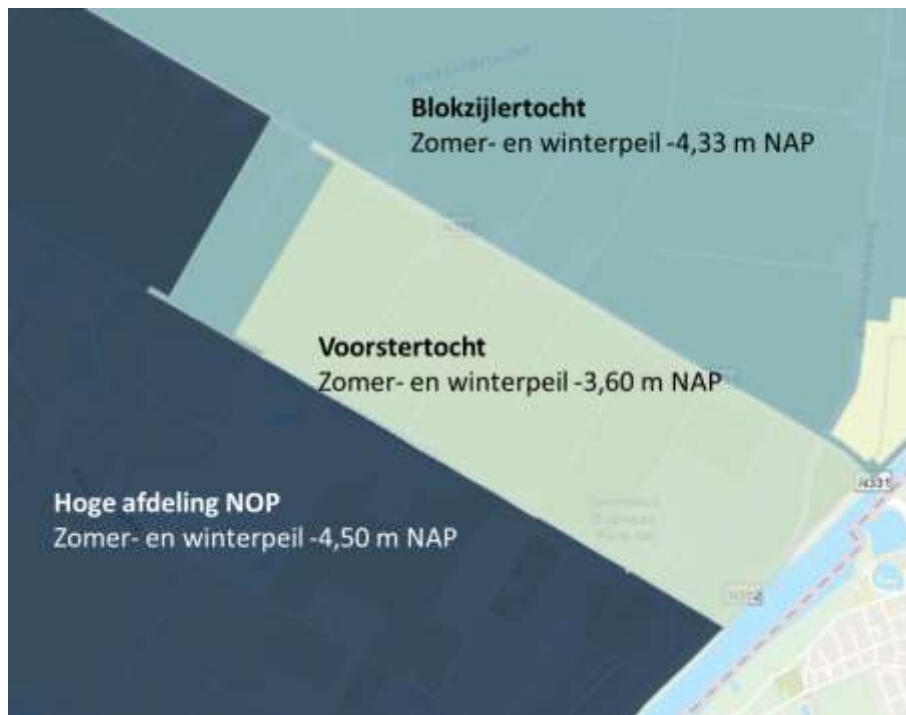 Blokzijlertocht
Zomer- en winterpeil -4,33 m NAP
Voorstertocht
Zomer- en winterpeil -3,60 m NAP
Hoge afdeling NOP
Zomer- en winterpeil -4,50 m NAP
N331